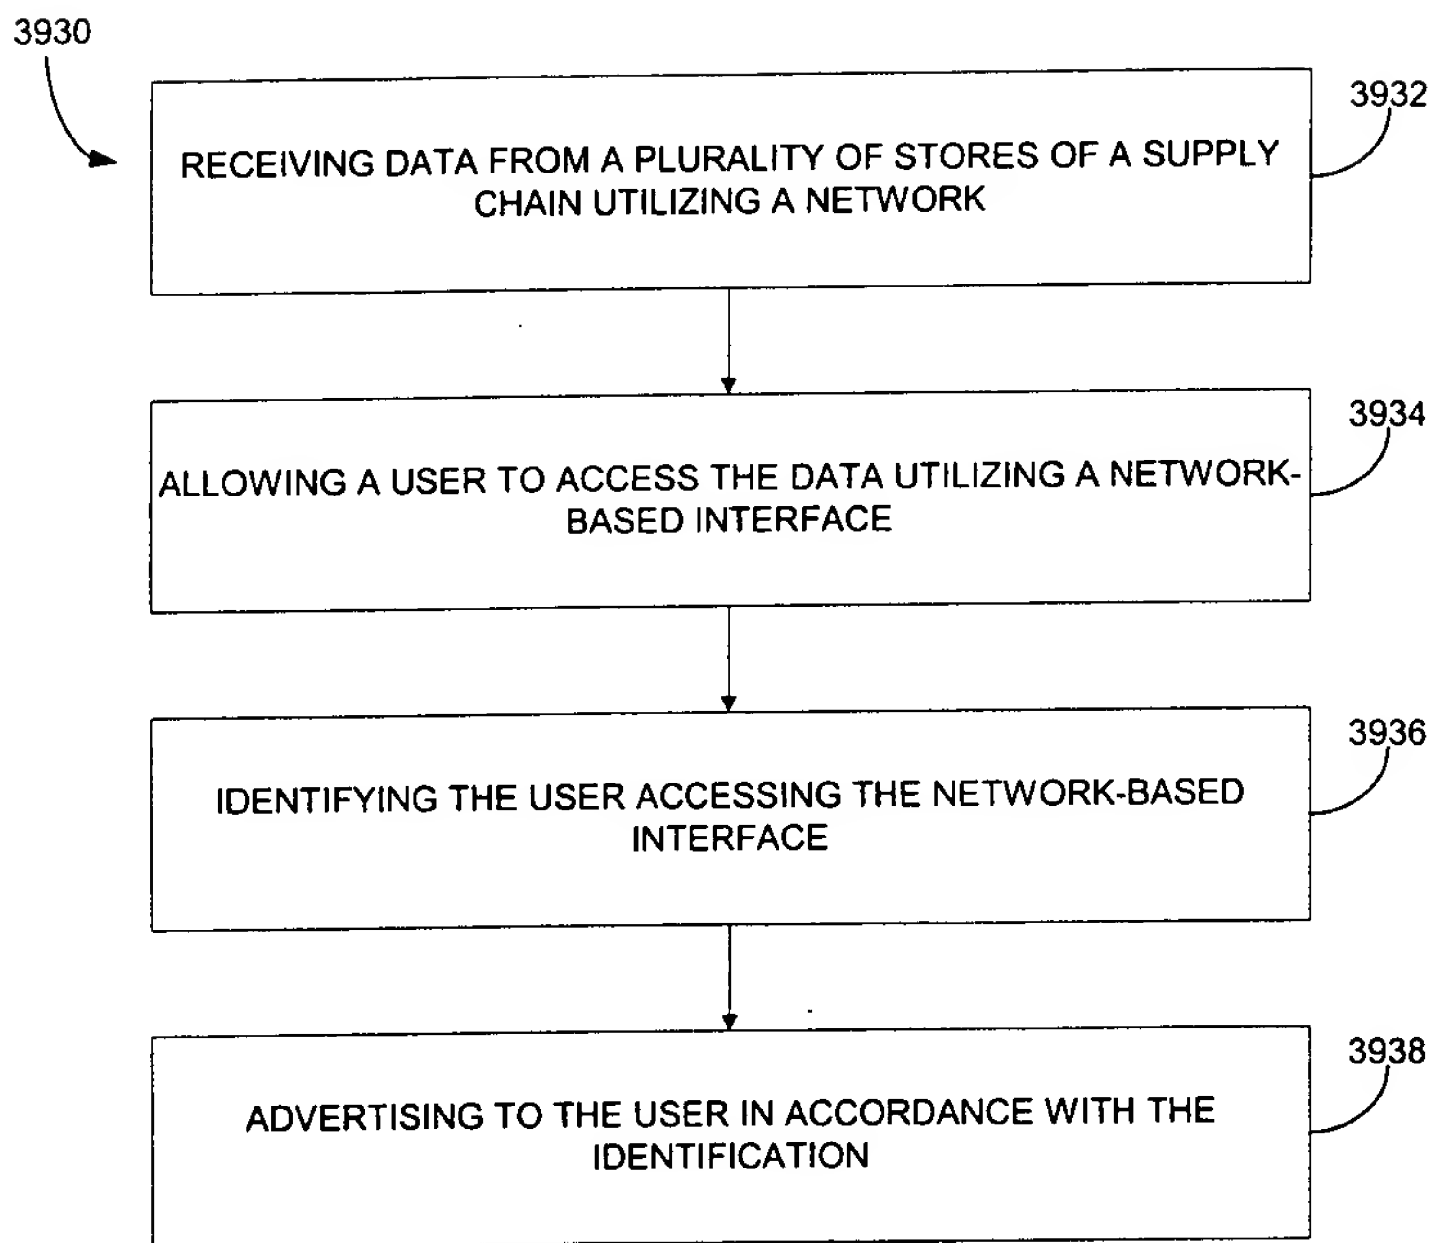 3930
3932
RECEIVING DATA FROM A PLURALITY OF STORES OF A SUPPLY
CHAIN UTILIZING A NETWORK
3934
ALLOWING A USER TO ACCESS THE DATA UTILIZING A NETWORK-
BASED INTERFACE
3936
IDENTIFYING THE USER ACCESSING THE NETWORK-BASED
INTERFACE
3938
ADVERTISING TO THE USER IN ACCORDANCE WITH THE
IDENTIFICATION